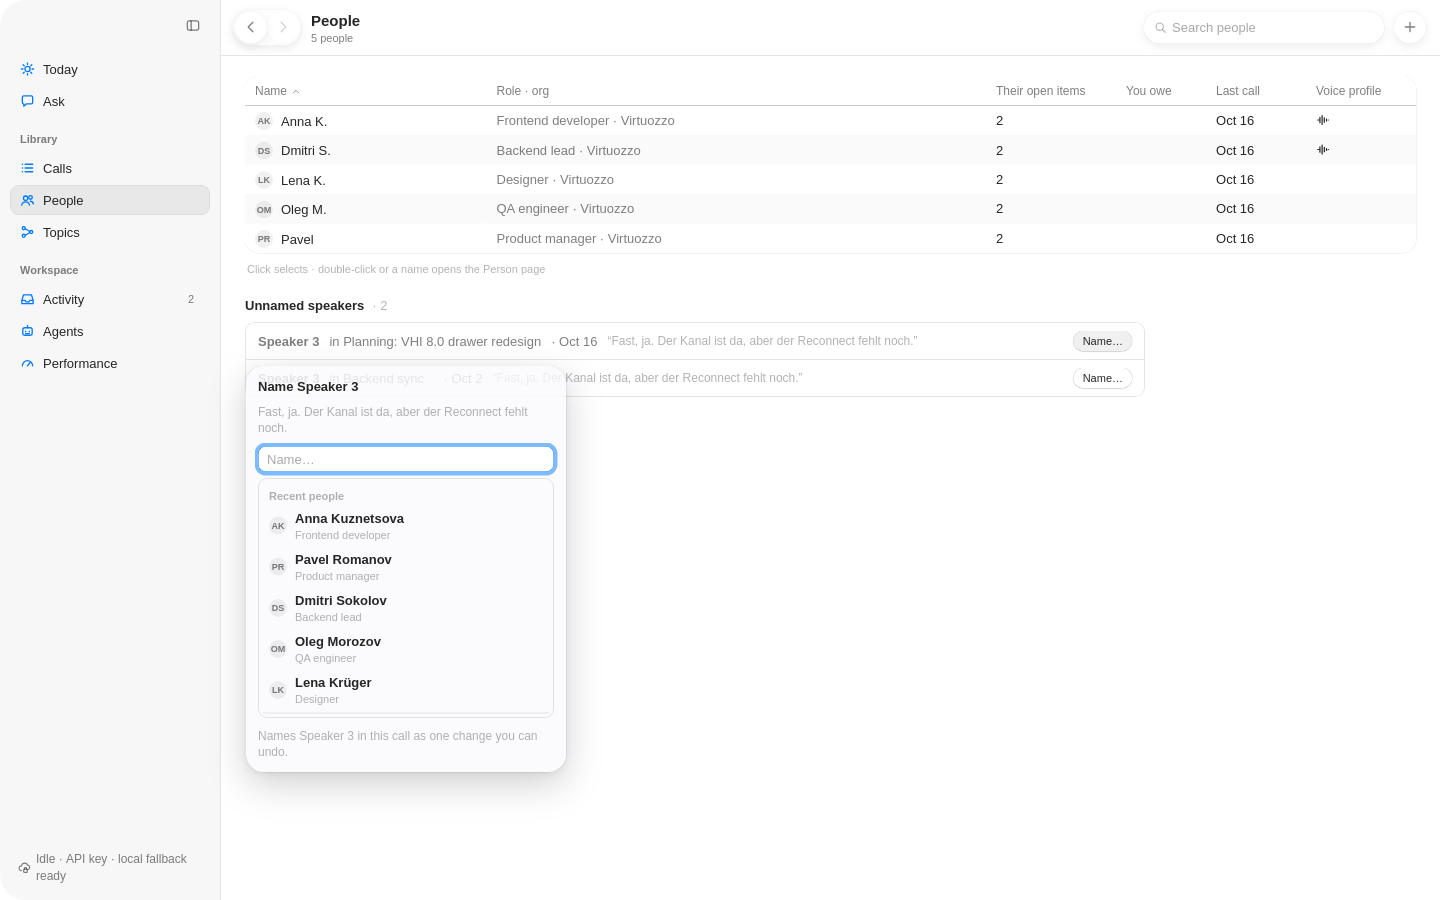 People
5 people
Search people
Today
Ask
Library
Calls
People
Topics
Workspace
Activity 2
Agents
Performance
Idle · API key · local fallback
ready
Name Role · org Their open items You owe Last call Voice profile
AK Anna K. Frontend developer · Virtuozzo 2 Oct 16
DS Dmitri S. Backend lead · Virtuozzo 2 Oct 16
LK Lena K. Designer · Virtuozzo 2 Oct 16
OM Oleg M. QA engineer · Virtuozzo 2 Oct 16
PR Pavel Product manager · Virtuozzo 2 Oct 16
Click selects · double-click or a name opens the Person page
Unnamed speakers · 2
Speaker 3 in Planning: VHI 8.0 drawer redesign · Oct 16 “Fast, ja. Der Kanal ist da, aber der Reconnect fehlt noch.” Name…
Speaker 3 in Backend sync · Oct 2 “Fast, ja. Der Kanal ist da, aber der Reconnect fehlt noch.” Name…
Name Speaker 3
Fast, ja. Der Kanal ist da, aber der Reconnect fehlt
noch.
Name…
Recent people
AK Anna Kuznetsova
Frontend developer
PR Pavel Romanov
Product manager
DS Dmitri Sokolov
Backend lead
OM Oleg Morozov
QA engineer
LK Lena Krüger
Designer
Names Speaker 3 in this call as one change you can
undo.